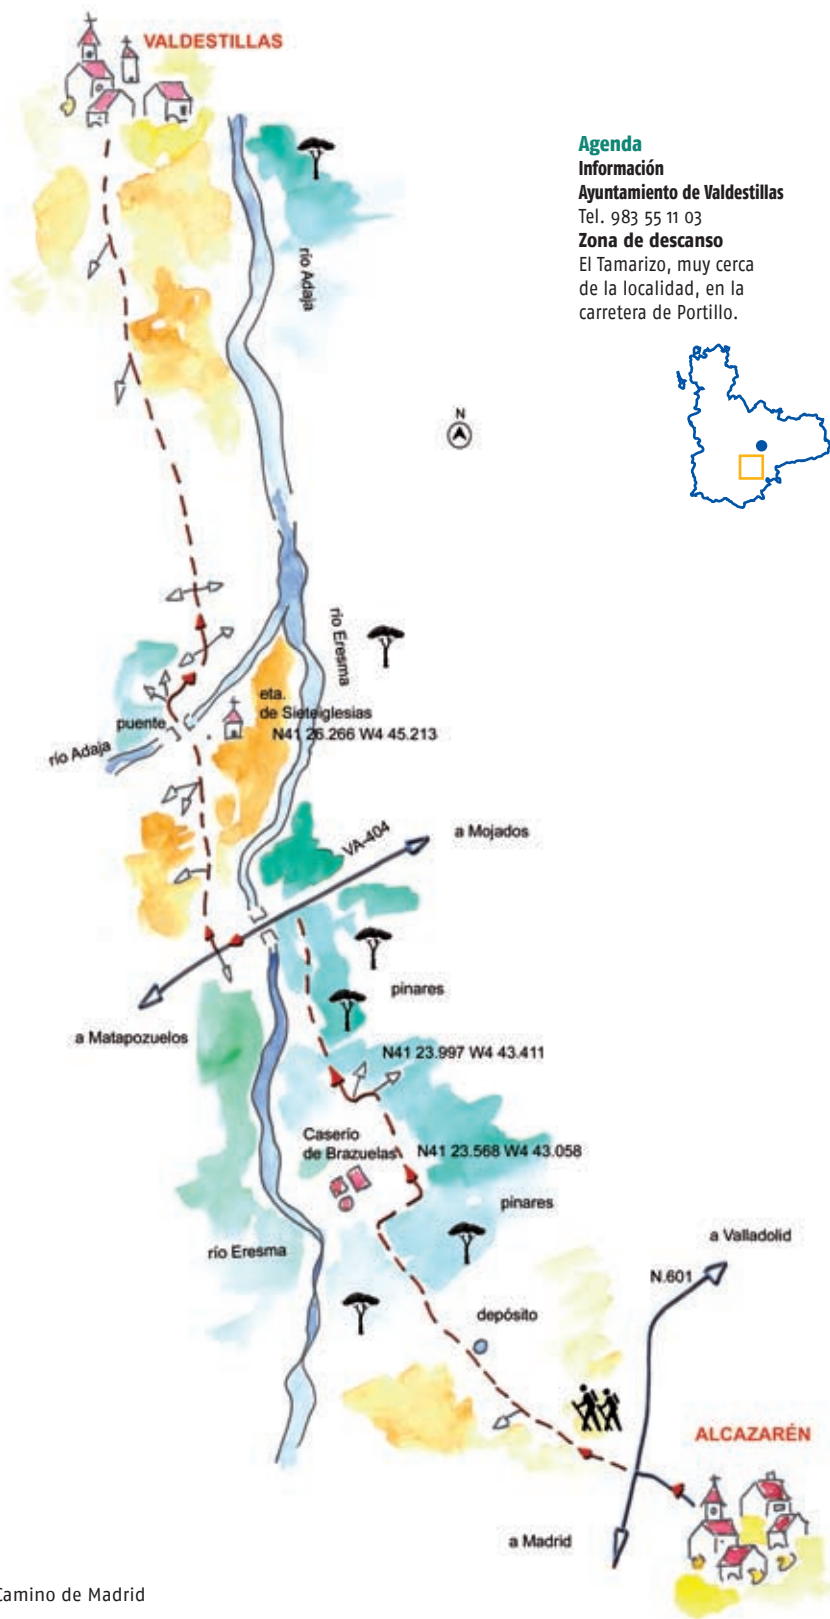 VALDESTILLAS
Agenda
Información
Ayuntamiento de Valdestillas
Tel. 983 55 11 03
Zona de descanso
El Tamarizo, muy cerca
de la localidad, en la
carretera de Portillo.
río Adaja
N
río Eresma
eta.
de Sieteiglesias
N41 26.266 W4 45.213
puente
río Adaja
VA-404
a Mojados
pinares
a Matapozuelos
N41 23.997 W4 43.411
Caserío
de Brazuelas
N41 23.568 W4 43.058
pinares
río Eresma
a Valladolid
N.601
depósito
ALCAZARÉN
a Madrid
Camino de Madrid